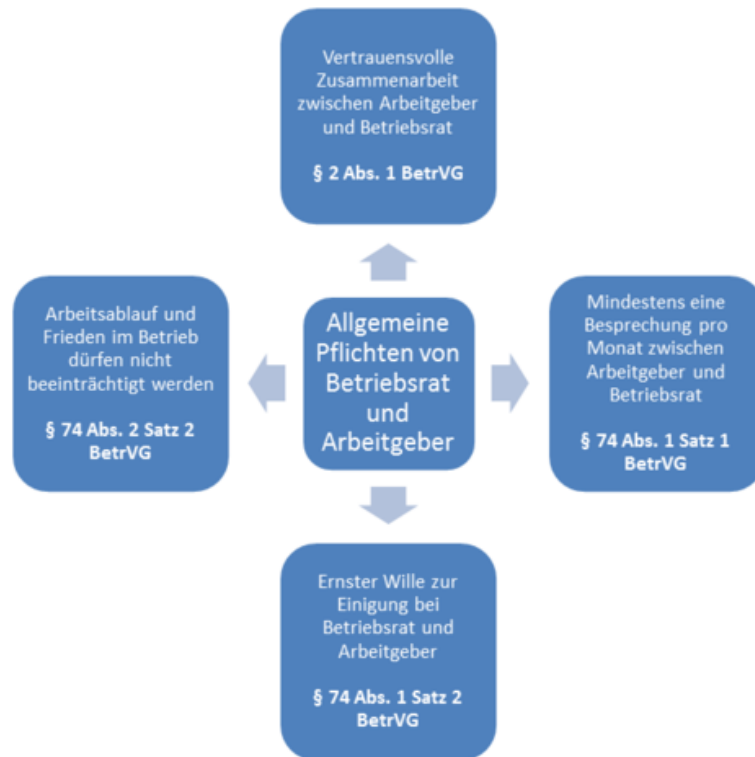 Vertrauensvolle
Zusammenarbeit
zwischen Arbeitgeber
und Betriebsrat
§ 2 Abs. 1 BetrVG
Arbeitsablauf und
Frieden im Betrieb
dürfen nicht
beeinträchtigt werden
§ 74 Abs. 2 Satz 2
BetrVG
Allgemeine
Pflichten von
Betriebsrat
und
Arbeitgeber
Mindestens eine
Besprechung pro
Monat zwischen
Arbeitgeber und
Betriebsrat
§ 74 Abs. 1 Satz 1
BetrVG
Ernster Wille zur
Einigung bei
Betriebsrat und
Arbeitgeber
§ 74 Abs. 1 Satz 2
BetrVG